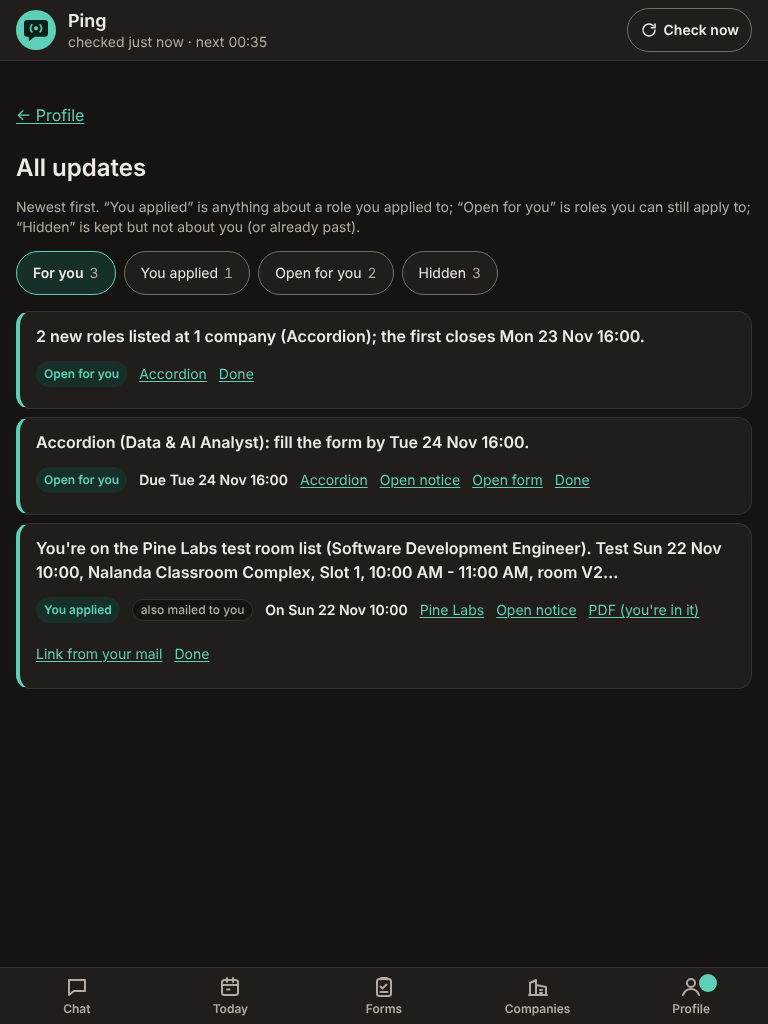 Ping
checked just now · next 00:35
Check now
← Profile
All updates
Newest first. “You applied” is anything about a role you applied to; “Open for you” is roles you can still apply to;
“Hidden” is kept but not about you (or already past).
For you 3
You applied 1
Open for you 2
Hidden 3
2 new roles listed at 1 company (Accordion); the first closes Mon 23 Nov 16:00.
Open for you Accordion Done
Accordion (Data & AI Analyst): fill the form by Tue 24 Nov 16:00.
Open for you Due Tue 24 Nov 16:00 Accordion Open notice Open form Done
You're on the Pine Labs test room list (Software Development Engineer). Test Sun 22 Nov
10:00, Nalanda Classroom Complex, Slot 1, 10:00 AM - 11:00 AM, room V2…
You applied also mailed to you On Sun 22 Nov 10:00 Pine Labs Open notice PDF (you're in it)
Link from your mail Done
Chat
Today
Forms
Companies
Profile